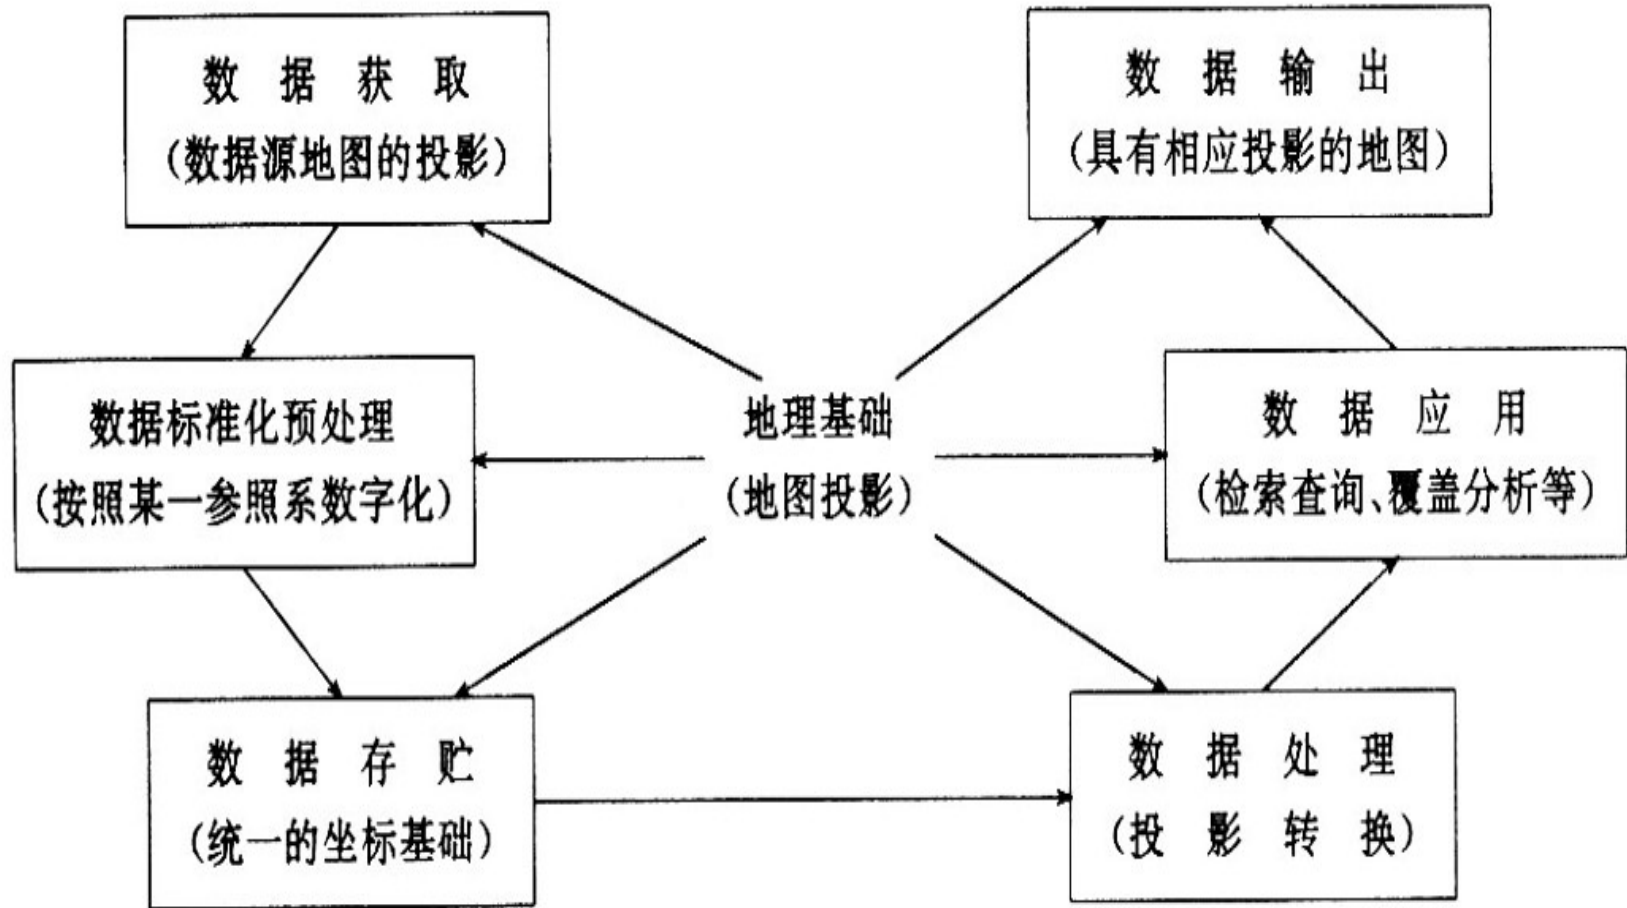 数据获取
(数据源地图的投影)
数据输出
(具有相应投影的地图)
数据标准化预处理
(按照某一参照系数字化)
地理基础
(地图投影)
数据应用
(检索查询、覆盖分析等)
数据存贮
(统一的坐标基础)
数据处理
(投影转换)